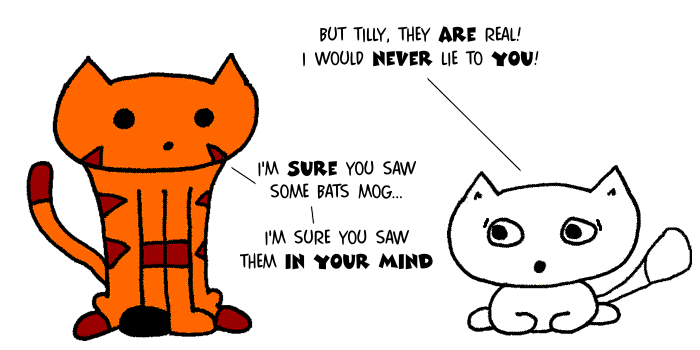 BUT TILLY, THEY ARE REAL!
I WOULD NEVER LIE TO YOU!
I'M SURE YOU SAW
SOME BATS MOG...
I'M SURE YOU SAW
THEM IN YOUR MIND